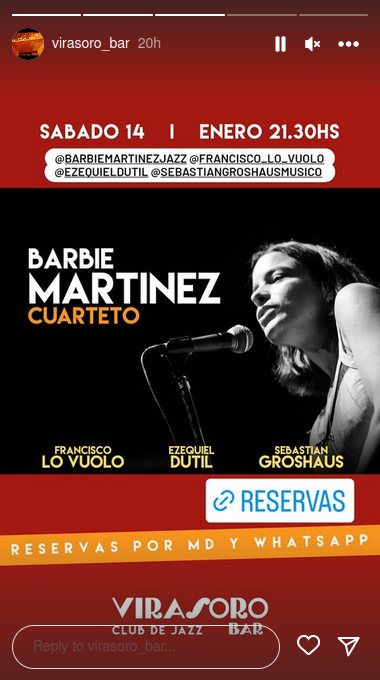 virasoro_bar 20h
SABADO 14 | ENERO 21.30HS
@BARBIEMARTINEZJAZZ @FRANCISCO_LO_VUOLO
@EZEQUIELDUTIL @SEBASTIANGROSHAUSMUSICO
BARBIE
MARTINEZ
CUARTETO
FRANCISCO
LO VUOLO
EZEQUIEL
DUTIL
SEBASTIAN
GROSHAUS
RESERVAS
RESERVAS POR MD Y WHATSAPP
VIRASORO
CLUB DE JAZZ BAR
Reply to virasoro_bar...